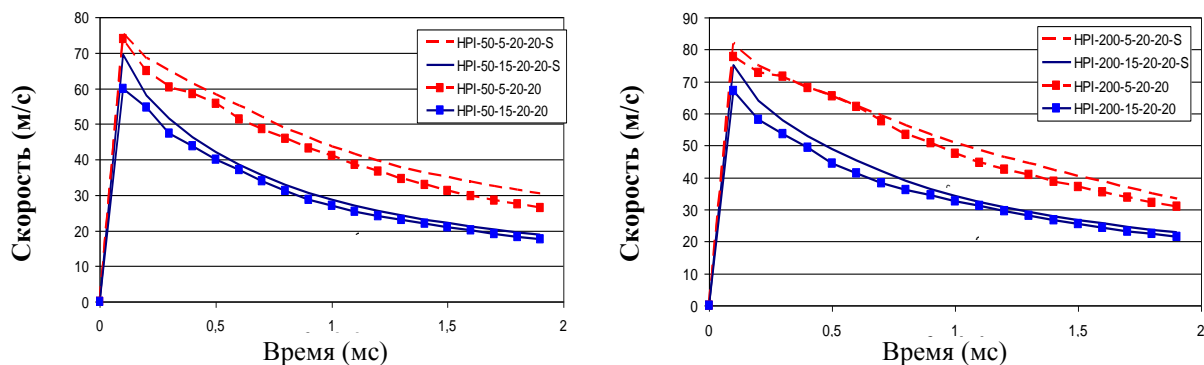 Скорость (м/с)
80
70
60
50
40
30
20
10
0
HPI-50-5-20-20-S
HPI-50-15-20-20-S
HPI-50-5-20-20
HPI-50-15-20-20
0
0,5
1
1,5
2
Время (мс)
Скорость (м/с)
90
80
70
60
50
40
30
20
10
0
HPI-200-5-20-20-S
HPI-200-15-20-20-S
HPI-200-5-20-20
HPI-200-15-20-20
0
0,5
1
1,5
2
Время (мс)